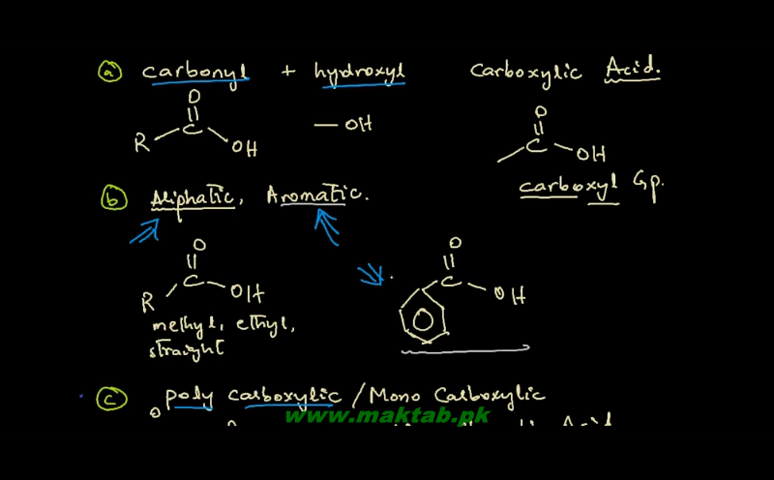 a carbonyl + hydroxyl Carboxylic Acid.
O
R C OH — OH
O
C OH
carboxyl Gp.
b Aliphatic, Aromatic.
O
R C OH
O
C OH
methyl, ethyl,
straight
c poly carboxylic / Mono Carboxylic
www.maktab.pk
Acid